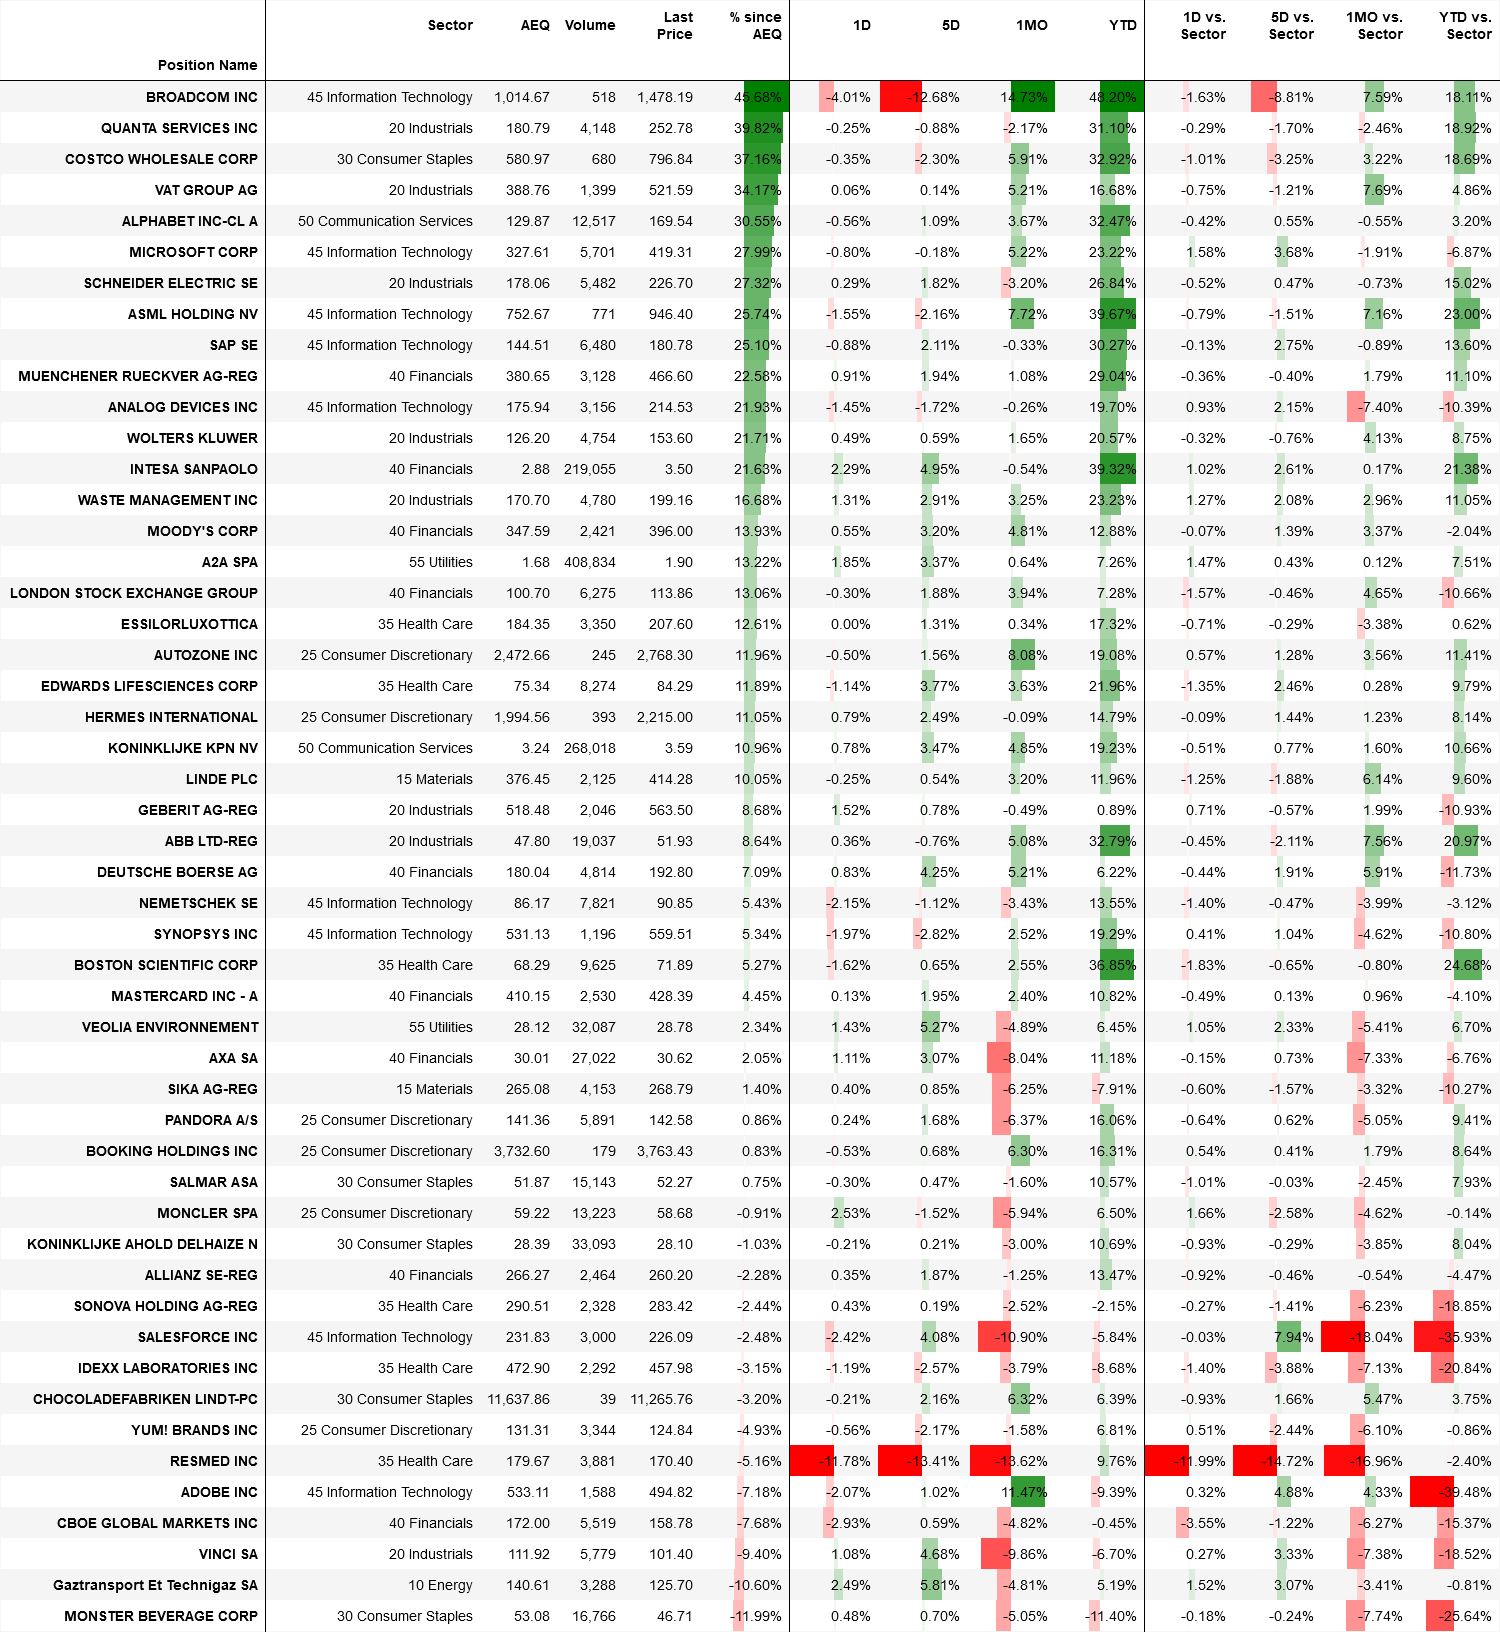 Position Name Sector AEQ Volume Last Price % since AEQ 1D 5D 1MO YTD 1D vs. Sector 5D vs. Sector 1MO vs. Sector YTD vs. Sector
BROADCOM INC 45 Information Technology 1,014.67 518 1,478.19 45.68% -4.01% -12.68% 14.73% 48.20% -1.63% -8.81% 7.59% 18.11%
QUANTA SERVICES INC 20 Industrials 180.79 4,148 252.78 39.82% -0.25% -0.88% -2.17% 31.10% -0.29% -1.70% -2.46% 18.92%
COSTCO WHOLESALE CORP 30 Consumer Staples 580.97 680 796.84 37.16% -0.35% -2.30% 5.91% 32.92% -1.01% -3.25% 3.22% 18.69%
VAT GROUP AG 20 Industrials 388.76 1,399 521.59 34.17% 0.06% 0.14% 5.21% 16.68% -0.75% -1.21% 7.69% 4.86%
ALPHABET INC-CL A 50 Communication Services 129.87 12,517 169.54 30.55% -0.56% 1.09% 3.67% 32.47% -0.42% 0.55% -0.55% 3.20%
MICROSOFT CORP 45 Information Technology 327.61 5,701 419.31 27.99% -0.80% -0.18% 5.22% 23.22% 1.58% 3.68% -1.91% -6.87%
SCHNEIDER ELECTRIC SE 20 Industrials 178.06 5,482 226.70 27.32% 0.29% 1.82% -3.20% 26.84% -0.52% 0.47% -0.73% 15.02%
ASML HOLDING NV 45 Information Technology 752.67 771 946.40 25.74% -1.55% -2.16% 7.72% 39.67% -0.79% -1.51% 7.16% 23.00%
SAP SE 45 Information Technology 144.51 6,480 180.78 25.10% -0.88% 2.11% -0.33% 30.27% -0.13% 2.75% -0.89% 13.60%
MUENCHENER RUECKVER AG-REG 40 Financials 380.65 3,128 466.60 22.58% 0.91% 1.94% 1.08% 29.04% -0.36% -0.40% 1.79% 11.10%
ANALOG DEVICES INC 45 Information Technology 175.94 3,156 214.53 21.93% -1.45% -1.72% -0.26% 19.70% 0.93% 2.15% -7.40% -10.39%
WOLTERS KLUWER 20 Industrials 126.20 4,754 153.60 21.71% 0.49% 0.59% 1.65% 20.57% -0.32% -0.76% 4.13% 8.75%
INTESA SANPAOLO 40 Financials 2.88 219,055 3.50 21.63% 2.29% 4.95% -0.54% 39.32% 1.02% 2.61% 0.17% 21.38%
WASTE MANAGEMENT INC 20 Industrials 170.70 4,780 199.16 16.68% 1.31% 2.91% 3.25% 23.23% 1.27% 2.08% 2.96% 11.05%
MOODY'S CORP 40 Financials 347.59 2,421 396.00 13.93% 0.55% 3.20% 4.81% 12.88% -0.07% 1.39% 3.37% -2.04%
A2A SPA 55 Utilities 1.68 408,834 1.90 13.22% 1.85% 3.37% 0.64% 7.26% 1.47% 0.43% 0.12% 7.51%
LONDON STOCK EXCHANGE GROUP 40 Financials 100.70 6,275 113.86 13.06% -0.30% 1.88% 3.94% 7.28% -1.57% -0.46% 4.65% -10.66%
ESSILORLUXOTTICA 35 Health Care 184.35 3,350 207.60 12.61% 0.00% 1.31% 0.34% 17.32% -0.71% -0.29% -3.38% 0.62%
AUTOZONE INC 25 Consumer Discretionary 2,472.66 245 2,768.30 11.96% -0.50% 1.56% 8.08% 19.08% 0.57% 1.28% 3.56% 11.41%
EDWARDS LIFESCIENCES CORP 35 Health Care 75.34 8,274 84.29 11.89% -1.14% 3.77% 3.63% 21.96% -1.35% 2.46% 0.28% 9.79%
HERMES INTERNATIONAL 25 Consumer Discretionary 1,994.56 393 2,215.00 11.05% 0.79% 2.49% -0.09% 14.79% -0.09% 1.44% 1.23% 8.14%
KONINKLIJKE KPN NV 50 Communication Services 3.24 268,018 3.59 10.96% 0.78% 3.47% 4.85% 19.23% -0.51% 0.77% 1.60% 10.66%
LINDE PLC 15 Materials 376.45 2,125 414.28 10.05% -0.25% 0.54% 3.20% 11.96% -1.25% -1.88% 6.14% 9.60%
GEBERIT AG-REG 20 Industrials 518.48 2,046 563.50 8.68% 1.52% 0.78% -0.49% 0.89% 0.71% -0.57% 1.99% -10.93%
ABB LTD-REG 20 Industrials 47.80 19,037 51.93 8.64% 0.36% -0.76% 5.08% 32.79% -0.45% -2.11% 7.56% 20.97%
DEUTSCHE BOERSE AG 40 Financials 180.04 4,814 192.80 7.09% 0.83% 4.25% 5.21% 6.22% -0.44% 1.91% 5.91% -11.73%
NEMETSCHEK SE 45 Information Technology 86.17 7,821 90.85 5.43% -2.15% -1.12% -3.43% 13.55% -1.40% -0.47% -3.99% -3.12%
SYNOPSYS INC 45 Information Technology 531.13 1,196 559.51 5.34% -1.97% -2.82% 2.52% 19.29% 0.41% 1.04% -4.62% -10.80%
BOSTON SCIENTIFIC CORP 35 Health Care 68.29 9,625 71.89 5.27% -1.62% 0.65% 2.55% 36.85% -1.83% -0.65% -0.80% 24.68%
MASTERCARD INC - A 40 Financials 410.15 2,530 428.39 4.45% 0.13% 1.95% 2.40% 10.82% -0.49% 0.13% 0.96% -4.10%
VEOLIA ENVIRONNEMENT 55 Utilities 28.12 32,087 28.78 2.34% 1.43% 5.27% -4.89% 6.45% 1.05% 2.33% -5.41% 6.70%
AXA SA 40 Financials 30.01 27,022 30.62 2.05% 1.11% 3.07% -8.04% 11.18% -0.15% 0.73% -7.33% -6.76%
SIKA AG-REG 15 Materials 265.08 4,153 268.79 1.40% 0.40% 0.85% -6.25% -7.91% -0.60% -1.57% -3.32% -10.27%
PANDORA A/S 25 Consumer Discretionary 141.36 5,891 142.58 0.86% 0.24% 1.68% -6.37% 16.06% -0.64% 0.62% -5.05% 9.41%
BOOKING HOLDINGS INC 25 Consumer Discretionary 3,732.60 179 3,763.43 0.83% -0.53% 0.68% 6.30% 16.31% 0.54% 0.41% 1.79% 8.64%
SALMAR ASA 30 Consumer Staples 51.87 15,143 52.27 0.75% -0.30% 0.47% -1.60% 10.57% -1.01% -0.03% -2.45% 7.93%
MONCLER SPA 25 Consumer Discretionary 59.22 13,223 58.68 -0.91% 2.53% -1.52% -5.94% 6.50% 1.66% -2.58% -4.62% -0.14%
KONINKLIJKE AHOLD DELHAIZE N 30 Consumer Staples 28.39 33,093 28.10 -1.03% -0.21% 0.21% -3.00% 10.69% -0.93% -0.29% -3.85% 8.04%
ALLIANZ SE-REG 40 Financials 266.27 2,464 260.20 -2.28% 0.35% 1.87% -1.25% 13.47% -0.92% -0.46% -0.54% -4.47%
SONOVA HOLDING AG-REG 35 Health Care 290.51 2,328 283.42 -2.44% 0.43% 0.19% -2.52% -2.15% -0.27% -1.41% -6.23% -18.85%
SALESFORCE INC 45 Information Technology 231.83 3,000 226.09 -2.48% -2.42% 4.08% -10.90% -5.84% -0.03% 7.94% -18.04% -35.93%
IDEXX LABORATORIES INC 35 Health Care 472.90 2,292 457.98 -3.15% -1.19% -2.57% -3.79% -8.68% -1.40% -3.88% -7.13% -20.84%
CHOCOLADEFABRIKEN LINDT-PC 30 Consumer Staples 11,637.86 39 11,265.76 -3.20% -0.21% 2.16% 6.32% 6.39% -0.93% 1.66% 5.47% 3.75%
YUM! BRANDS INC 25 Consumer Discretionary 131.31 3,344 124.84 -4.93% -0.56% -2.17% -1.58% 6.81% 0.51% -2.44% -6.10% -0.86%
RESMED INC 35 Health Care 179.67 3,881 170.40 -5.16% -11.78% -13.41% -13.62% 9.76% -11.99% -14.72% -16.96% -2.40%
ADOBE INC 45 Information Technology 533.11 1,588 494.82 -7.18% -2.07% 1.02% 11.47% -9.39% 0.32% 4.88% 4.33% -39.48%
CBOE GLOBAL MARKETS INC 40 Financials 172.00 5,519 158.78 -7.68% -2.93% 0.59% -4.82% -0.45% -3.55% -1.22% -6.27% -15.37%
VINCI SA 20 Industrials 111.92 5,779 101.40 -9.40% 1.08% 4.68% -9.86% -6.70% 0.27% 3.33% -7.38% -18.52%
Gaztransport Et Technigaz SA 10 Energy 140.61 3,288 125.70 -10.60% 2.49% 5.81% -4.81% 5.19% 1.52% 3.07% -3.41% -0.81%
MONSTER BEVERAGE CORP 30 Consumer Staples 53.08 16,766 46.71 -11.99% 0.48% 0.70% -5.05% -11.40% -0.18% -0.24% -7.74% -25.64%